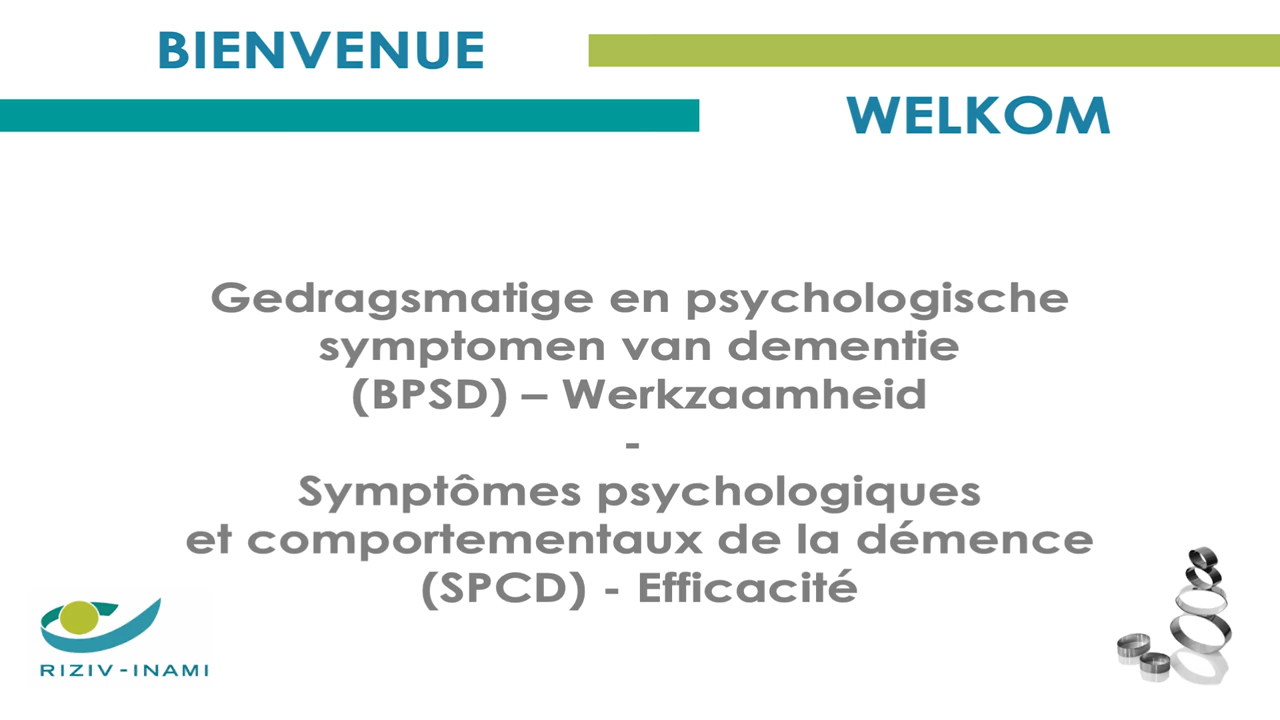 BIENVENUE
WELKOM
Gedragsmatige en psychologische
symptomen van dementie
(BPSD) – Werkzaamheid
-
Symptômes psychologiques
et comportementaux de la démence
(SPCD) - Efficacité
RIZIV-INAMI